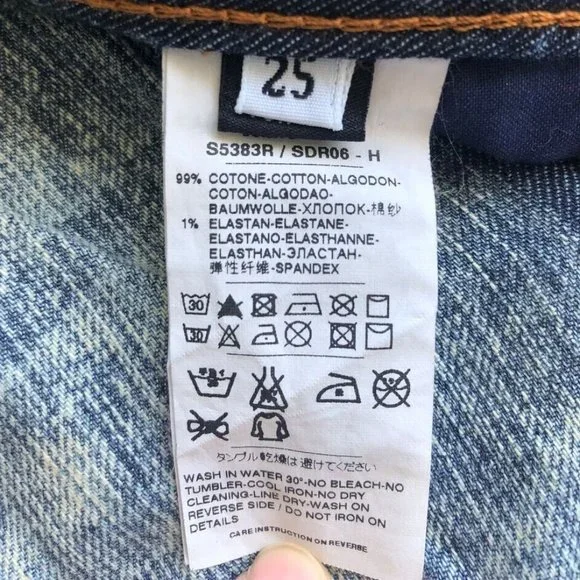 25
S5383R / SDR06 - H
99% COTONE-COTTON-ALGODON-
COTON-ALGODAO-
BAUMWOLLE-ХЛОПОК-棉纱
1% ELASTAN-ELASTANE-
ELASTANO-ELASTHANNE-
ELASTHAN-ЭЛАСТАН-
弹性纤维-SPANDEX
30
30
タンブル乾燥は避けてください
WASH IN WATER 30°-NO BLEACH-NO
TUMBLER-COOL IRON-NO DRY
CLEANING-LINE DRY-WASH ON
REVERSE SIDE / DO NOT IRON ON
DETAILS
CARE INSTRUCTION ON REVERSE